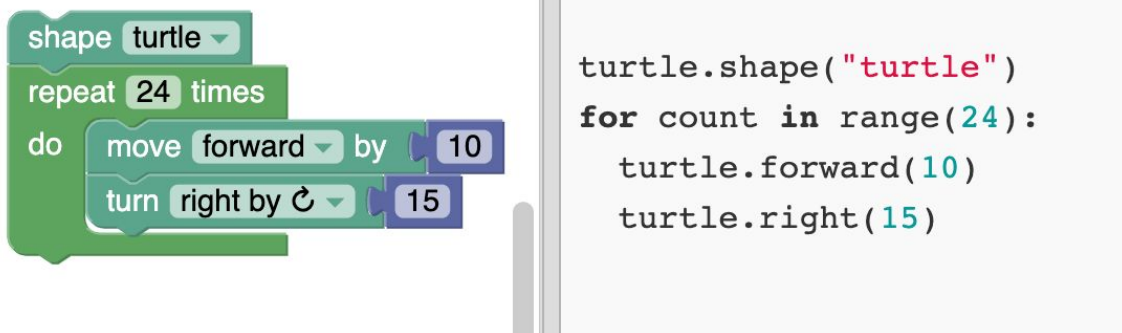 shape turtle
repeat 24 times
do move forward by 10
turn right by 15
turtle.shape("turtle")
for count in range(24):
  turtle.forward(10)
  turtle.right(15)